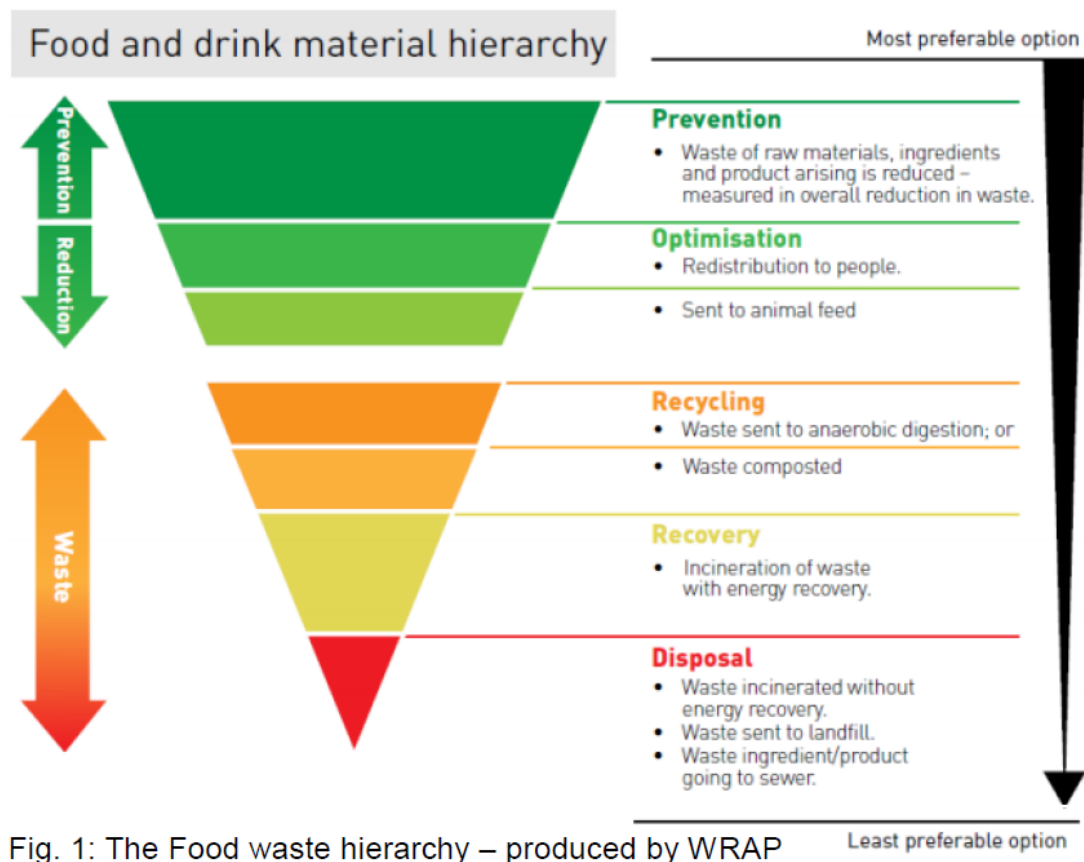 Food and drink material hierarchy
Most preferable option
Prevention
Reduction
Waste
Prevention
• Waste of raw materials, ingredients
and product arising is reduced –
measured in overall reduction in waste.
Optimisation
• Redistribution to people.
• Sent to animal feed
Recycling
• Waste sent to anaerobic digestion; or
• Waste composted
Recovery
• Incineration of waste
with energy recovery.
Disposal
• Waste incinerated without
energy recovery.
• Waste sent to landfill.
• Waste ingredient/product
going to sewer.
Fig. 1: The Food waste hierarchy – produced by WRAP
Least preferable option